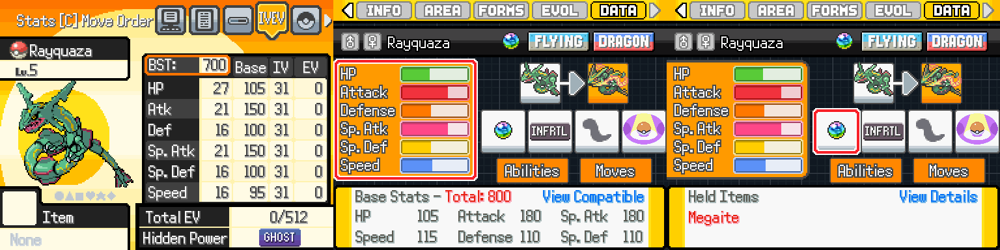 Stats [C] Move Order
IV EV
Rayquaza
Lv.5
BST: 700 Base IV EV
HP 27 105 31 0
Atk 21 150 31 0
Def 16 100 31 0
Sp. Atk 21 150 31 0
Sp. Def 16 100 31 0
Speed 16 95 31 0
Item
None
Total EV 0/512
Hidden Power GHOST
INFO AREA FORMS EVOL DATA
Rayquaza FLYING DRAGON
HP
Attack
Defense
Sp. Atk
Sp. Def
Speed
INFRTL
Abilities Moves
Base Stats - Total: 800 View Compatible
HP 105 Attack 180 Sp. Atk 180
Speed 115 Defense 110 Sp. Def 110
INFO AREA FORMS EVOL DATA
Rayquaza FLYING DRAGON
HP
Attack
Defense
Sp. Atk
Sp. Def
Speed
INFRTL
Abilities Moves
Held Items View Details
Megaite